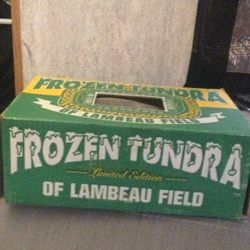 FROZEN TUNDRA
OF LAMBEAU FIELD
FROZEN TUNDRA
Limited Edition
OF LAMBEAU FIELD